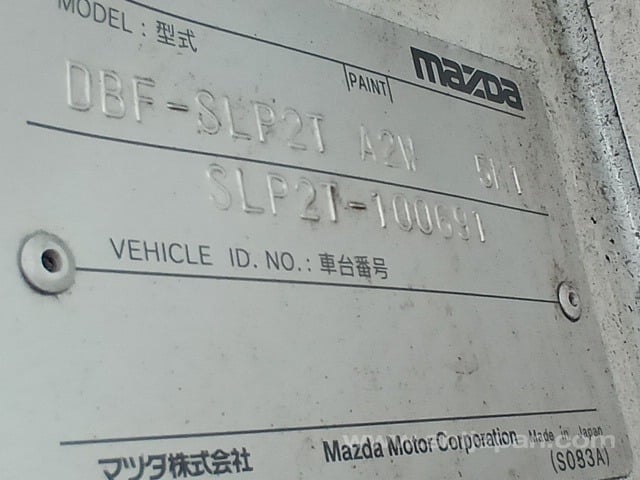 MODEL : 型式
PAINT
mazda
DBF-SLP2T A2W
SLP2T-100691
VEHICLE ID. NO. : 車台番号
マツダ株式会社
Mazda Motor Corporation Made in Japan
(S083A)